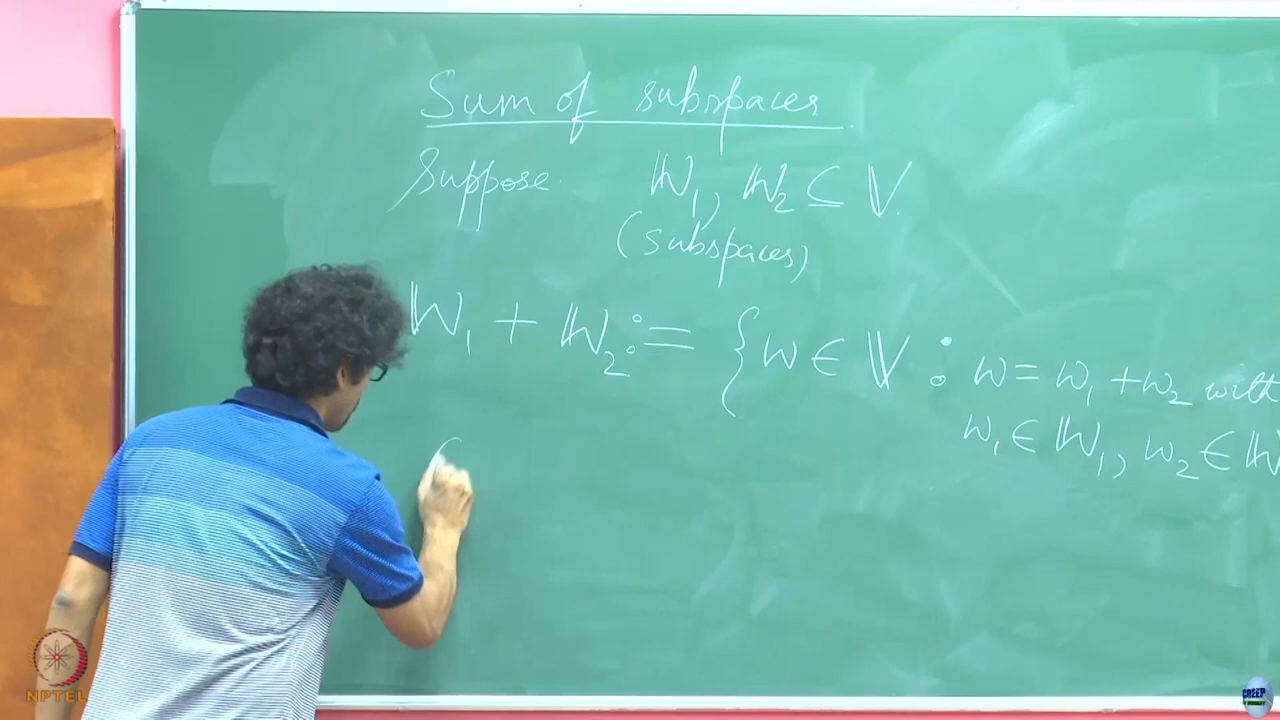 Sum of subspaces
Suppose W₁, W₂ ⊆ V.
(subspaces)
W₁ + W₂ := { w ∈ V : w = w₁ + w₂ with
w₁ ∈ W₁, w₂ ∈ W
NPTEL